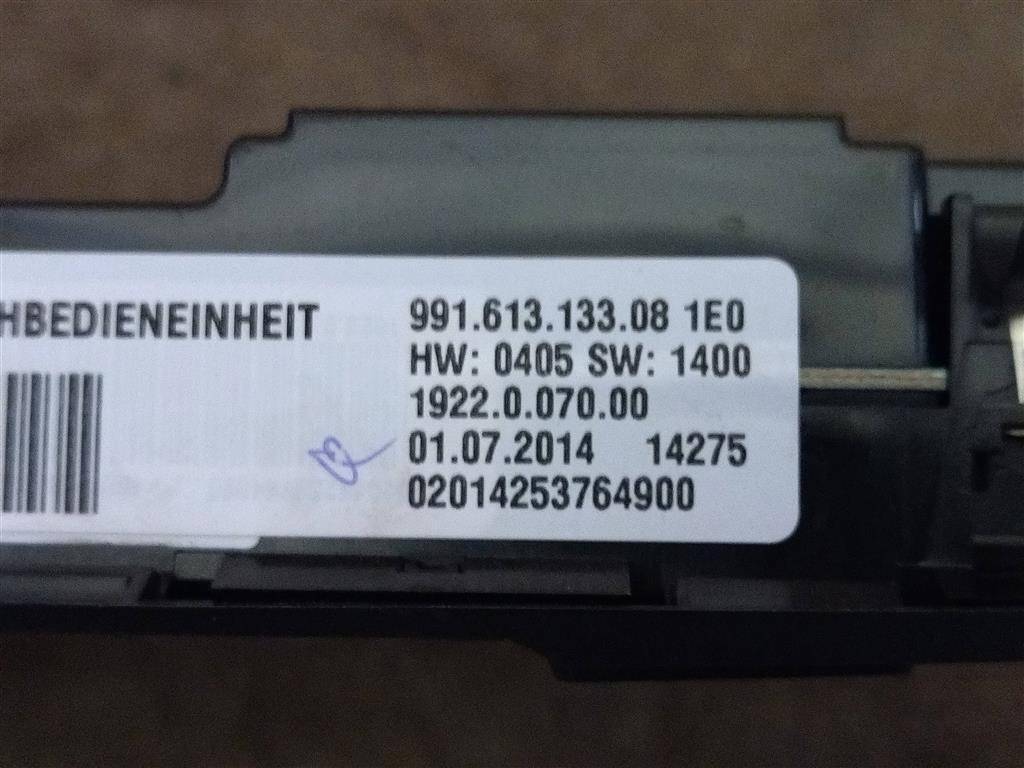 HBEDIENEINHEIT
991.613.133.08 1E0
HW: 0405 SW: 1400
1922.0.070.00
01.07.2014 14275
02014253764900